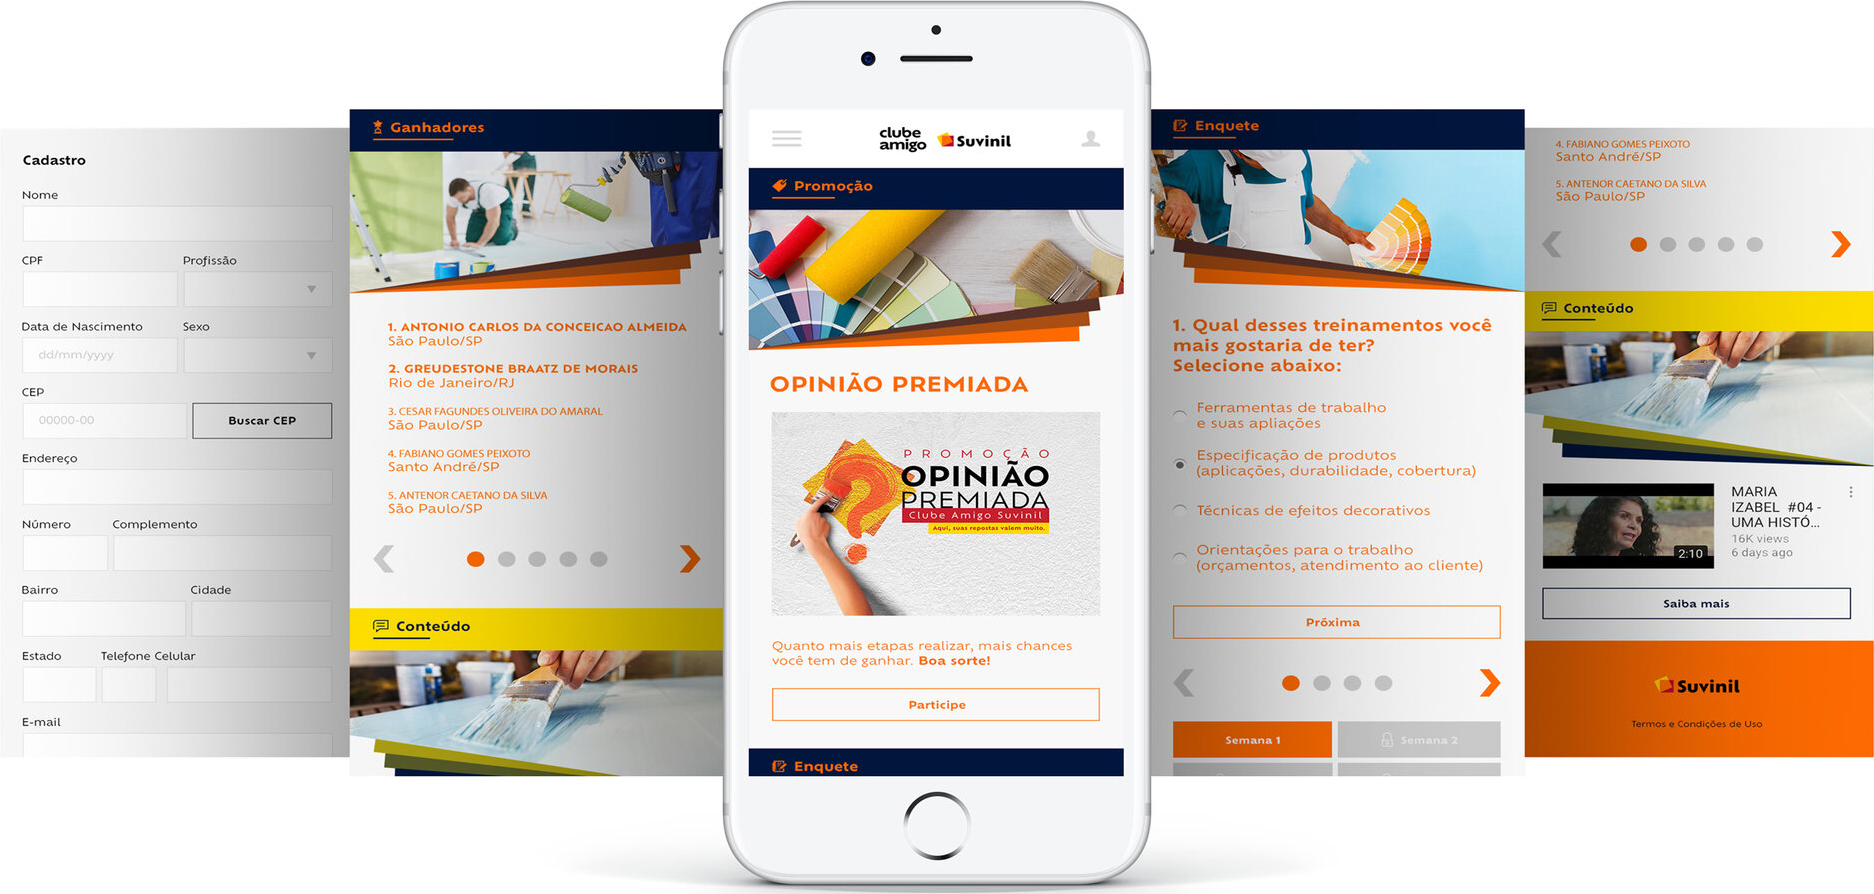 Cadastro
Nome
CPF
Profissão
Data de Nascimento
Sexo
dd/mm/yyyy
CEP
00000-00
Buscar CEP
Endereço
Número
Complemento
Bairro
Cidade
Estado
Telefone Celular
E-mail
Ganhadores
1. ANTONIO CARLOS DA CONCEICAO ALMEIDA
São Paulo/SP
2. GREUDESTONE BRAATZ DE MORAIS
Rio de Janeiro/RJ
3. CESAR FAGUNDES OLIVEIRA DO AMARAL
São Paulo/SP
4. FABIANO GOMES PEIXOTO
Santo André/SP
5. ANTENOR CAETANO DA SILVA
São Paulo/SP
Conteúdo
clube
amigo
Suvinil
Promoção
OPINIÃO PREMIADA
PROMOÇÃO
OPINIÃO
PREMIADA
Clube Amigo Suvinil
Aqui, suas repostas valem muito.
Quanto mais etapas realizar, mais chances
você tem de ganhar. Boa sorte!
Participe
Enquete
Enquete
1. Qual desses treinamentos você
mais gostaria de ter?
Selecione abaixo:
Ferramentas de trabalho
e suas apliações
Especificação de produtos
(aplicações, durabilidade, cobertura)
Técnicas de efeitos decorativos
Orientações para o trabalho
(orçamentos, atendimento ao cliente)
Próxima
Semana 1
Semana 2
4. FABIANO GOMES PEIXOTO
Santo André/SP
5. ANTENOR CAETANO DA SILVA
São Paulo/SP
Conteúdo
2:10
MARIA
IZABEL #04 -
UMA HISTÓ...
16K views
6 days ago
Saiba mais
Suvinil
Termos e Condições de Uso